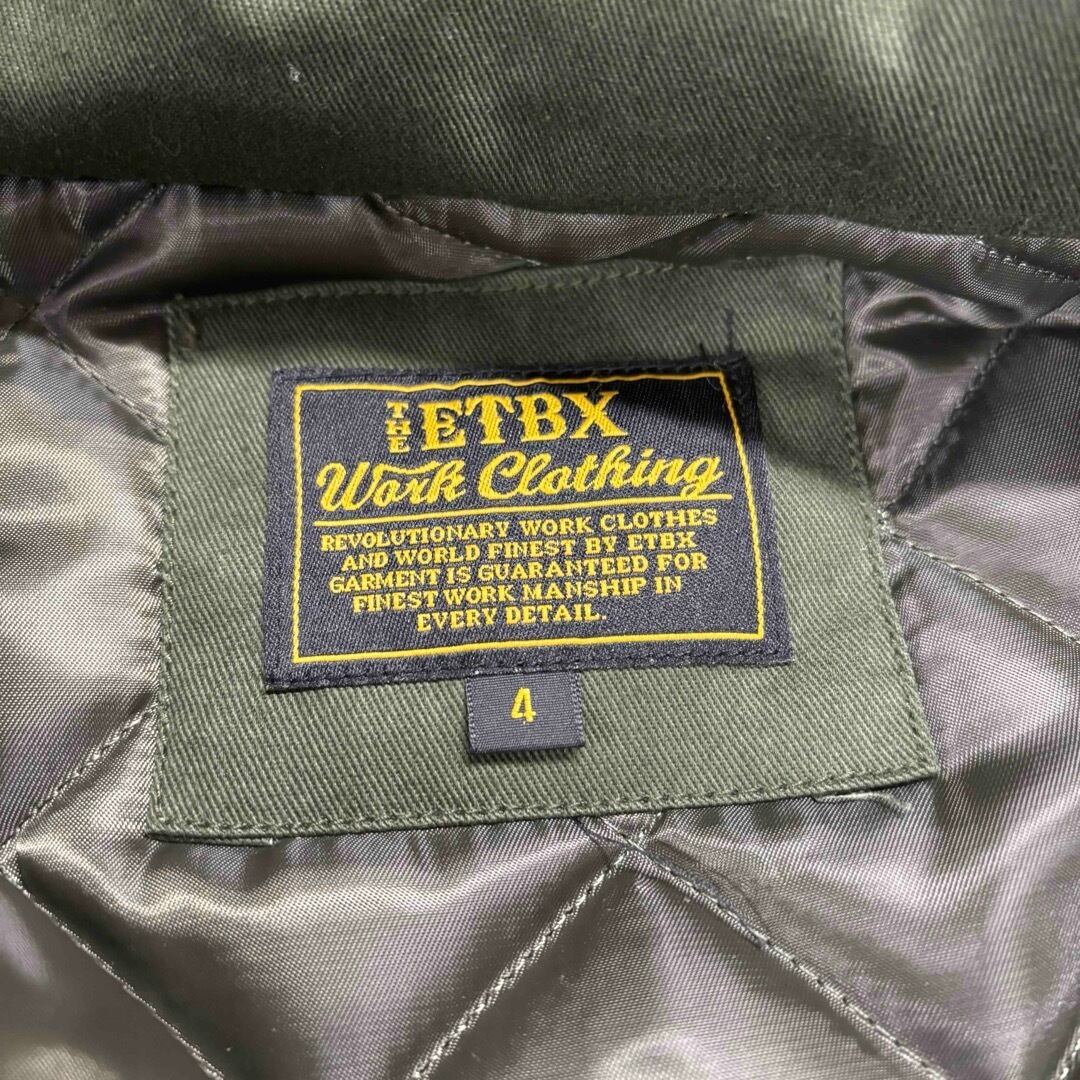 THE ETBX
Work Clothing
REVOLUTIONARY WORK CLOTHES
AND WORLD FINEST BY ETBX
GARMENT IS GUARANTEED FOR
FINEST WORK MANSHIP IN
EVERY DETAIL.
4